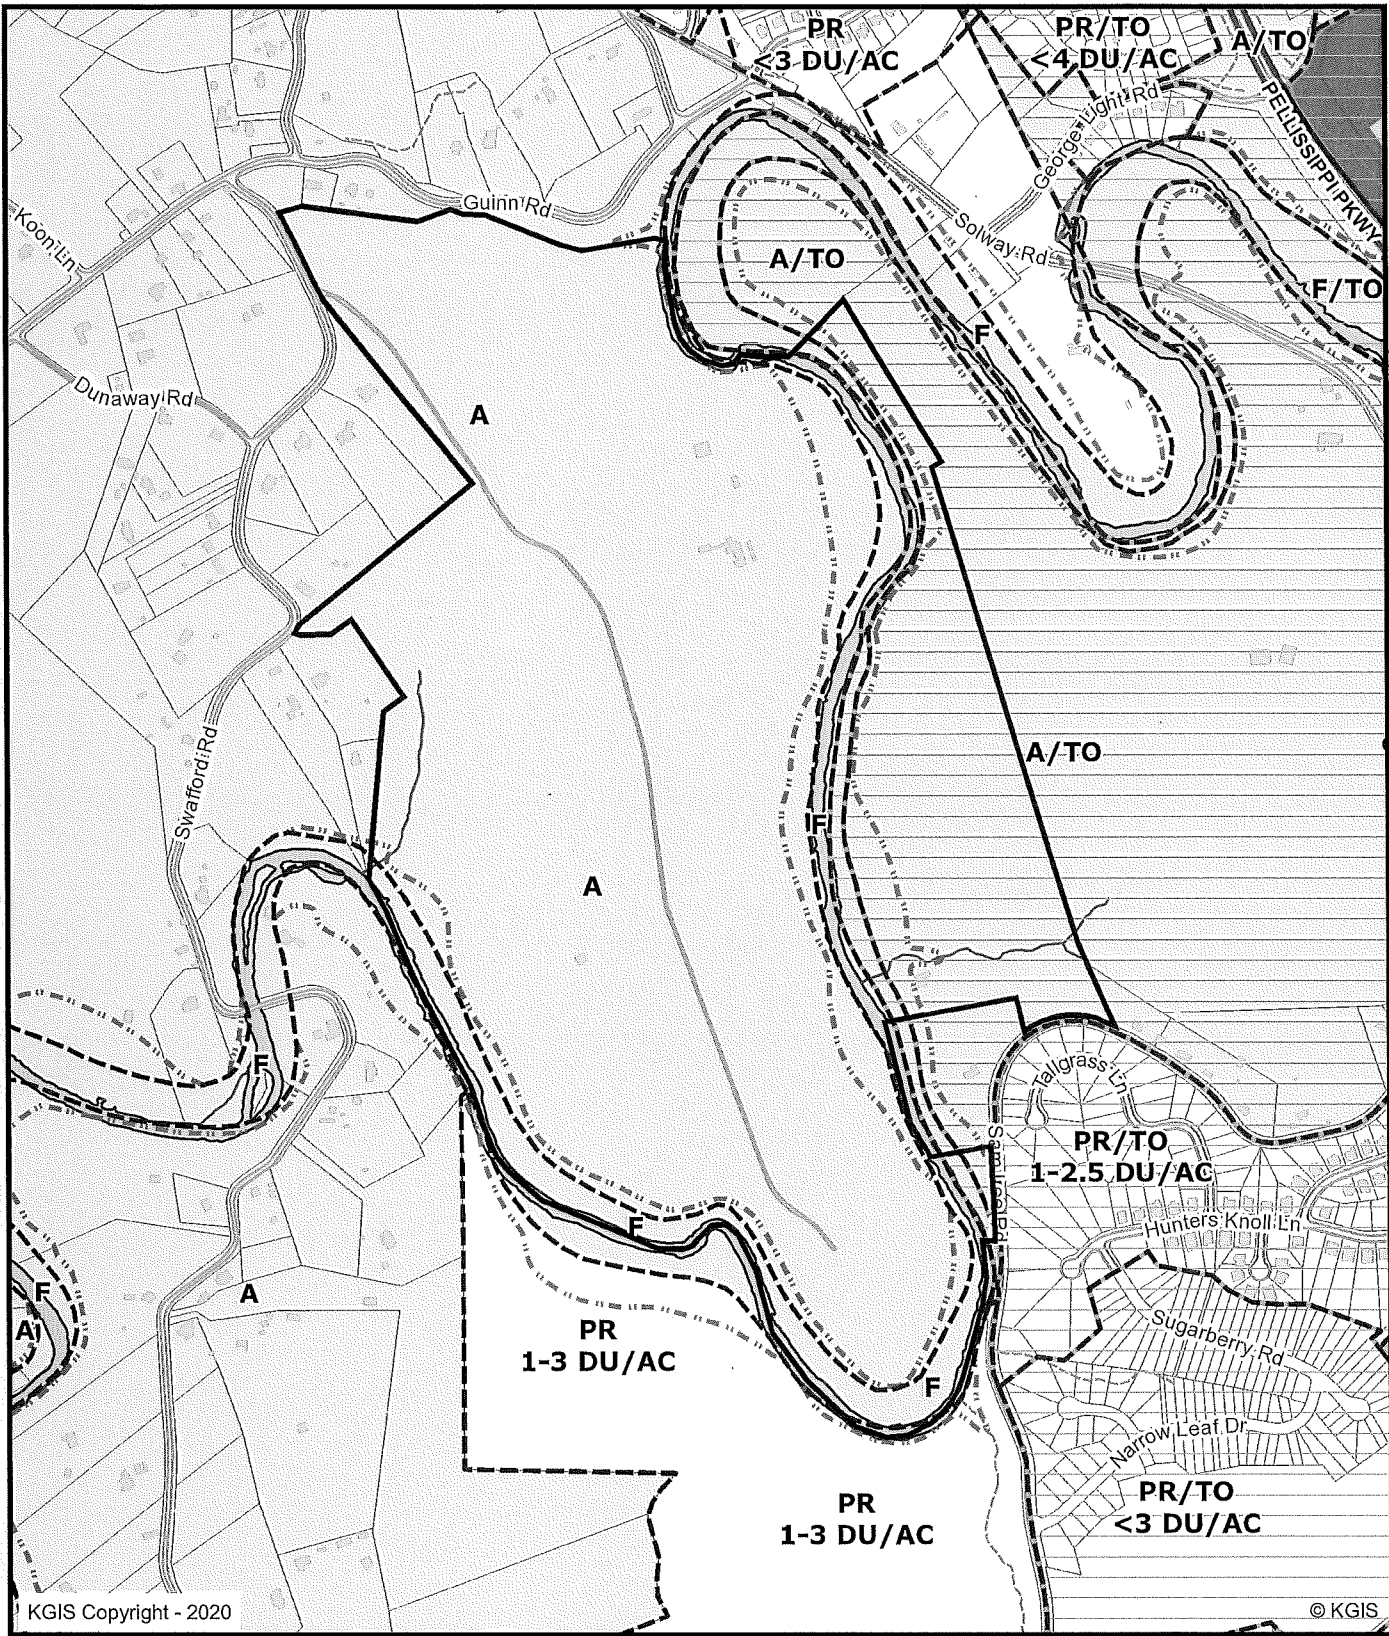 PR
<3 DU/AC
PR/TO
<4 DU/AC
A/TO
PELLISSIPPI PKWY
George Light Rd
Guinn Rd
Koon Ln
Solway Rd
A/TO
F/TO
F
Dunaway Rd
A
Swafford Rd
A/TO
F
A
F
Tallgrass Ln
PR/TO
1-2.5 DU/AC
Hunters Knoll Ln
F
F
A
A
Sugarberry Rd
PR
1-3 DU/AC
F
Narrow Leaf Dr
PR
1-3 DU/AC
PR/TO
<3 DU/AC
KGIS Copyright - 2020
© KGIS